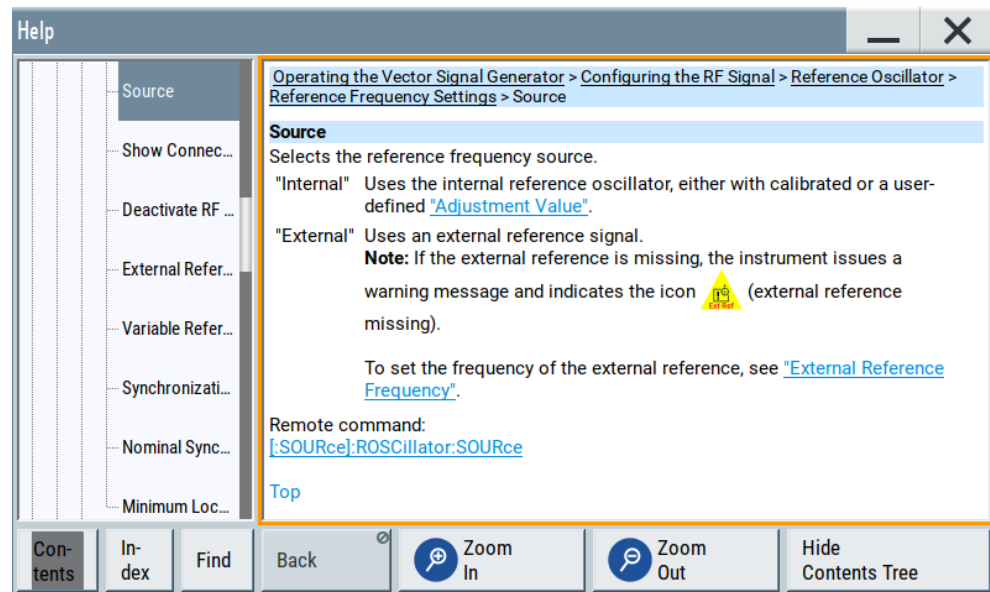 Help
Source
Show Connec...
Deactivate RF ...
External Refer...
Variable Refer...
Synchronizati...
Nominal Sync...
Minimum Loc...
Operating the Vector Signal Generator > Configuring the RF Signal > Reference Oscillator >
Reference Frequency Settings > Source
Source
Selects the reference frequency source.
"Internal" Uses the internal reference oscillator, either with calibrated or a user-
defined "Adjustment Value".
"External" Uses an external reference signal.
Note: If the external reference is missing, the instrument issues a
warning message and indicates the icon Ext Ref (external reference
missing).
To set the frequency of the external reference, see "External Reference
Frequency".
Remote command:
[:SOURce]:ROSCillator:SOURce
Top
Con-
tents
In-
dex
Find
Back
Zoom
In
Zoom
Out
Hide
Contents Tree